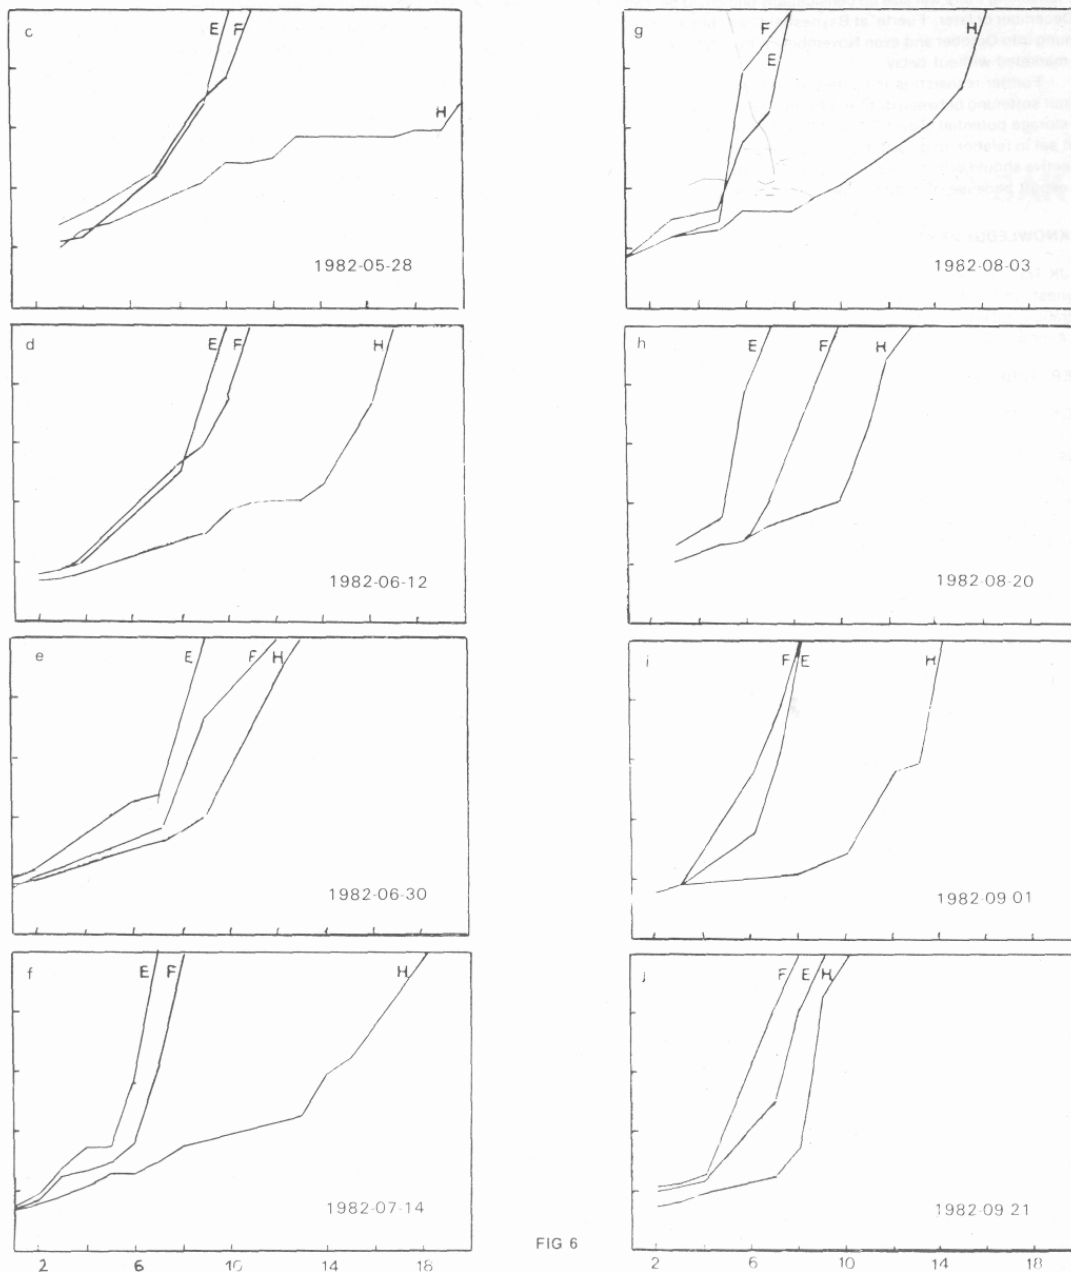 c
E F
H
1982-05-28
d
E F H
1982-06-12
e
E F H
1982-06-30
f
E F H
1982-07-14
2 6 10 14 18
g
F H
E
1982-08-03
h
E F H
1982-08-20
i
F E H
1982-09 01
j
F E H
1982-09 21
2 6 10 14 18
FIG 6